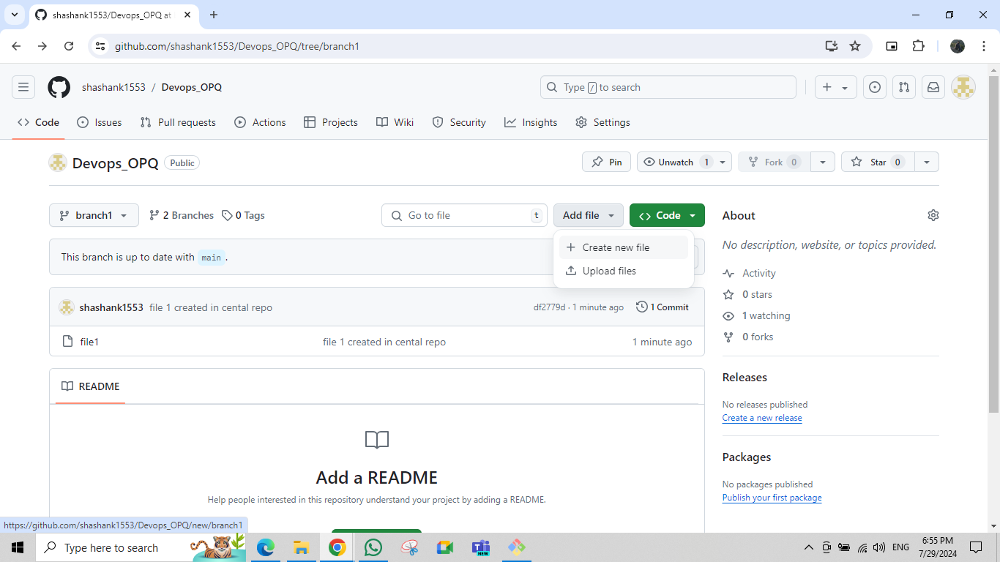 shashank1553/Devops_OPQ at
github.com/shashank1553/Devops_OPQ/tree/branch1
shashank1553 / Devops_OPQ
Type / to search
Code Issues Pull requests Actions Projects Wiki Security Insights Settings
Devops_OPQ Public
Pin Unwatch 1 Fork 0 Star 0
branch1 2 Branches 0 Tags
Go to file t
Add file
Code
About
Create new file
Upload files
No description, website, or topics provided.
This branch is up to date with main .
Activity
0 stars
1 watching
0 forks
shashank1553 file 1 created in cental repo df2779d · 1 minute ago 1 Commit
file1 file 1 created in cental repo 1 minute ago
README
Releases
No releases published
Create a new release
Add a README
Help people interested in this repository understand your project by adding a README.
Packages
No packages published
Publish your first package
https://github.com/shashank1553/Devops_OPQ/new/branch1
Type here to search
NEW
ENG
6:55 PM
7/29/2024